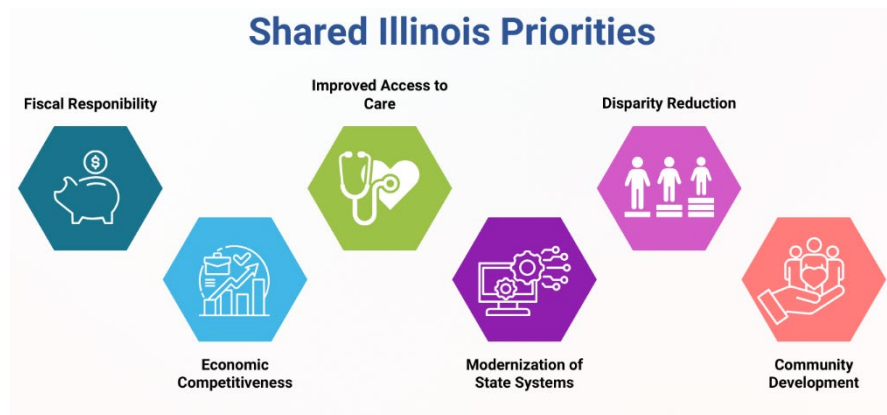 Shared Illinois Priorities
Fiscal Responibility
Improved Access to
Care
Disparity Reduction
$
Economic
Competitiveness
Modernization of
State Systems
Community
Development